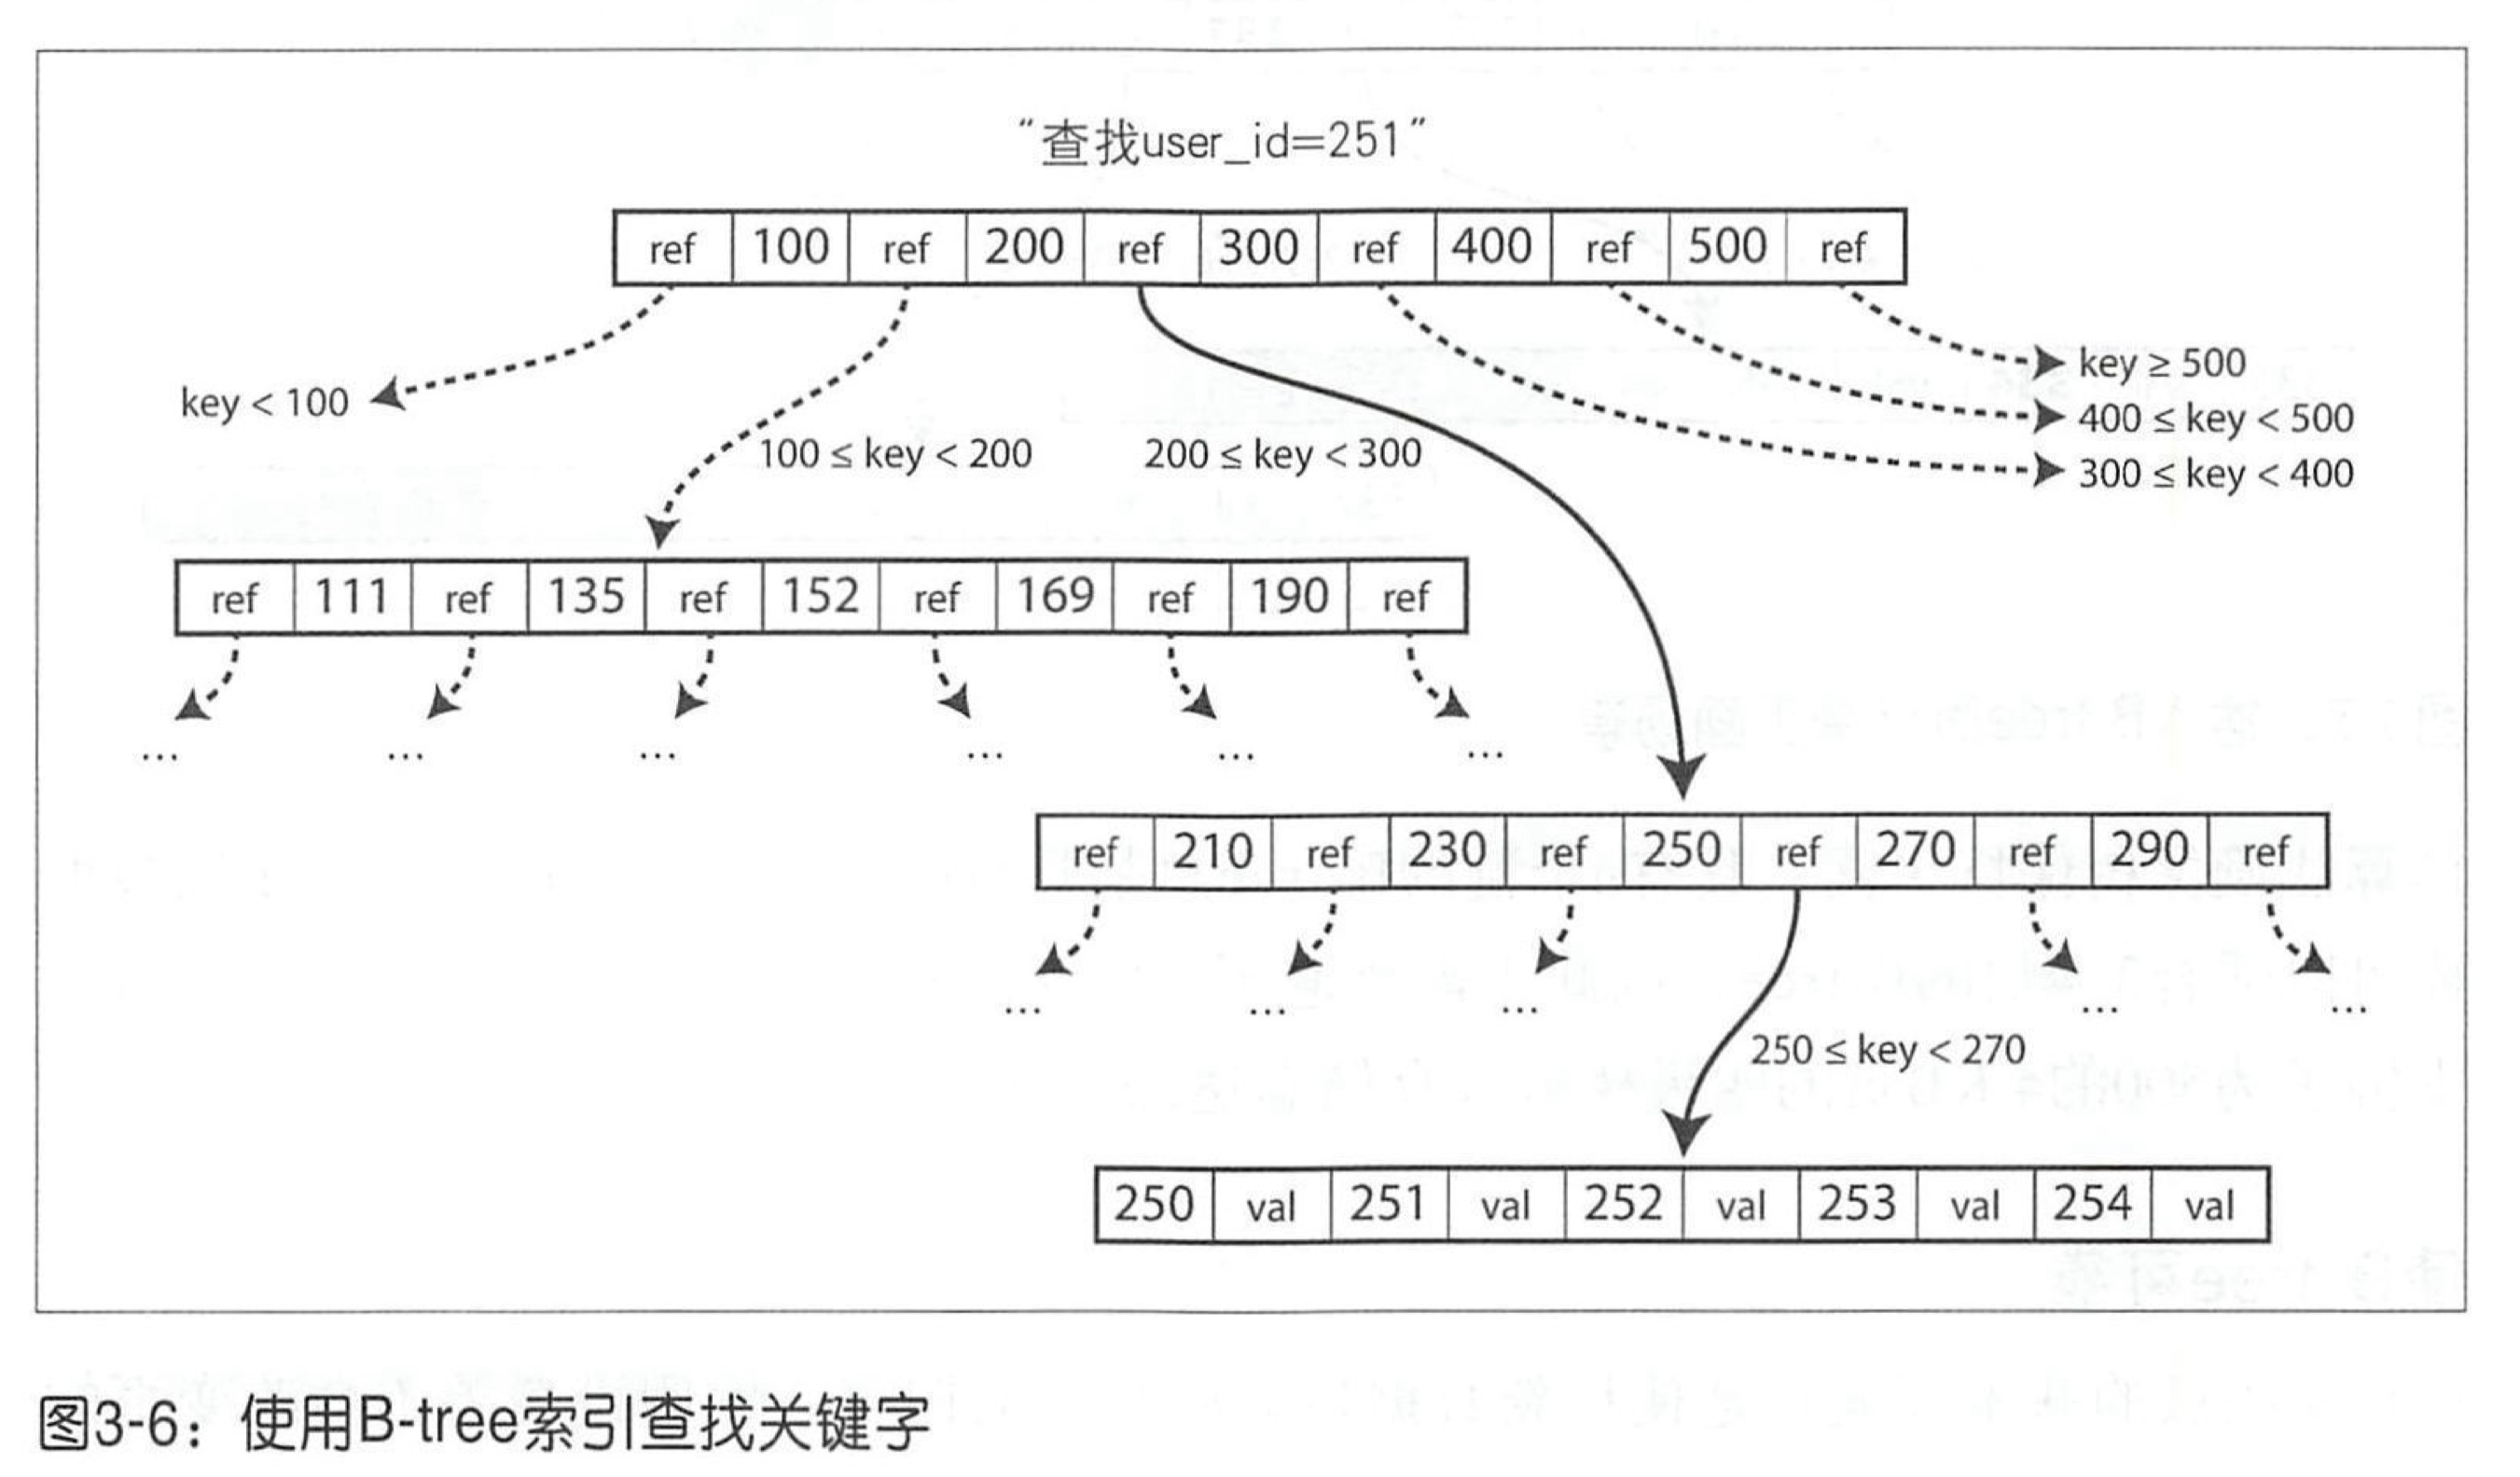 “查找user_id=251”
ref 100 ref 200 ref 300 ref 400 ref 500 ref
key < 100
100 ≤ key < 200
200 ≤ key < 300
key ≥ 500
400 ≤ key < 500
300 ≤ key < 400
ref 111 ref 135 ref 152 ref 169 ref 190 ref
... ... ... ... ... ...
ref 210 ref 230 ref 250 ref 270 ref 290 ref
... ... ... ... ...
250 ≤ key < 270
250 val 251 val 252 val 253 val 254 val
图3-6：使用B-tree索引查找关键字